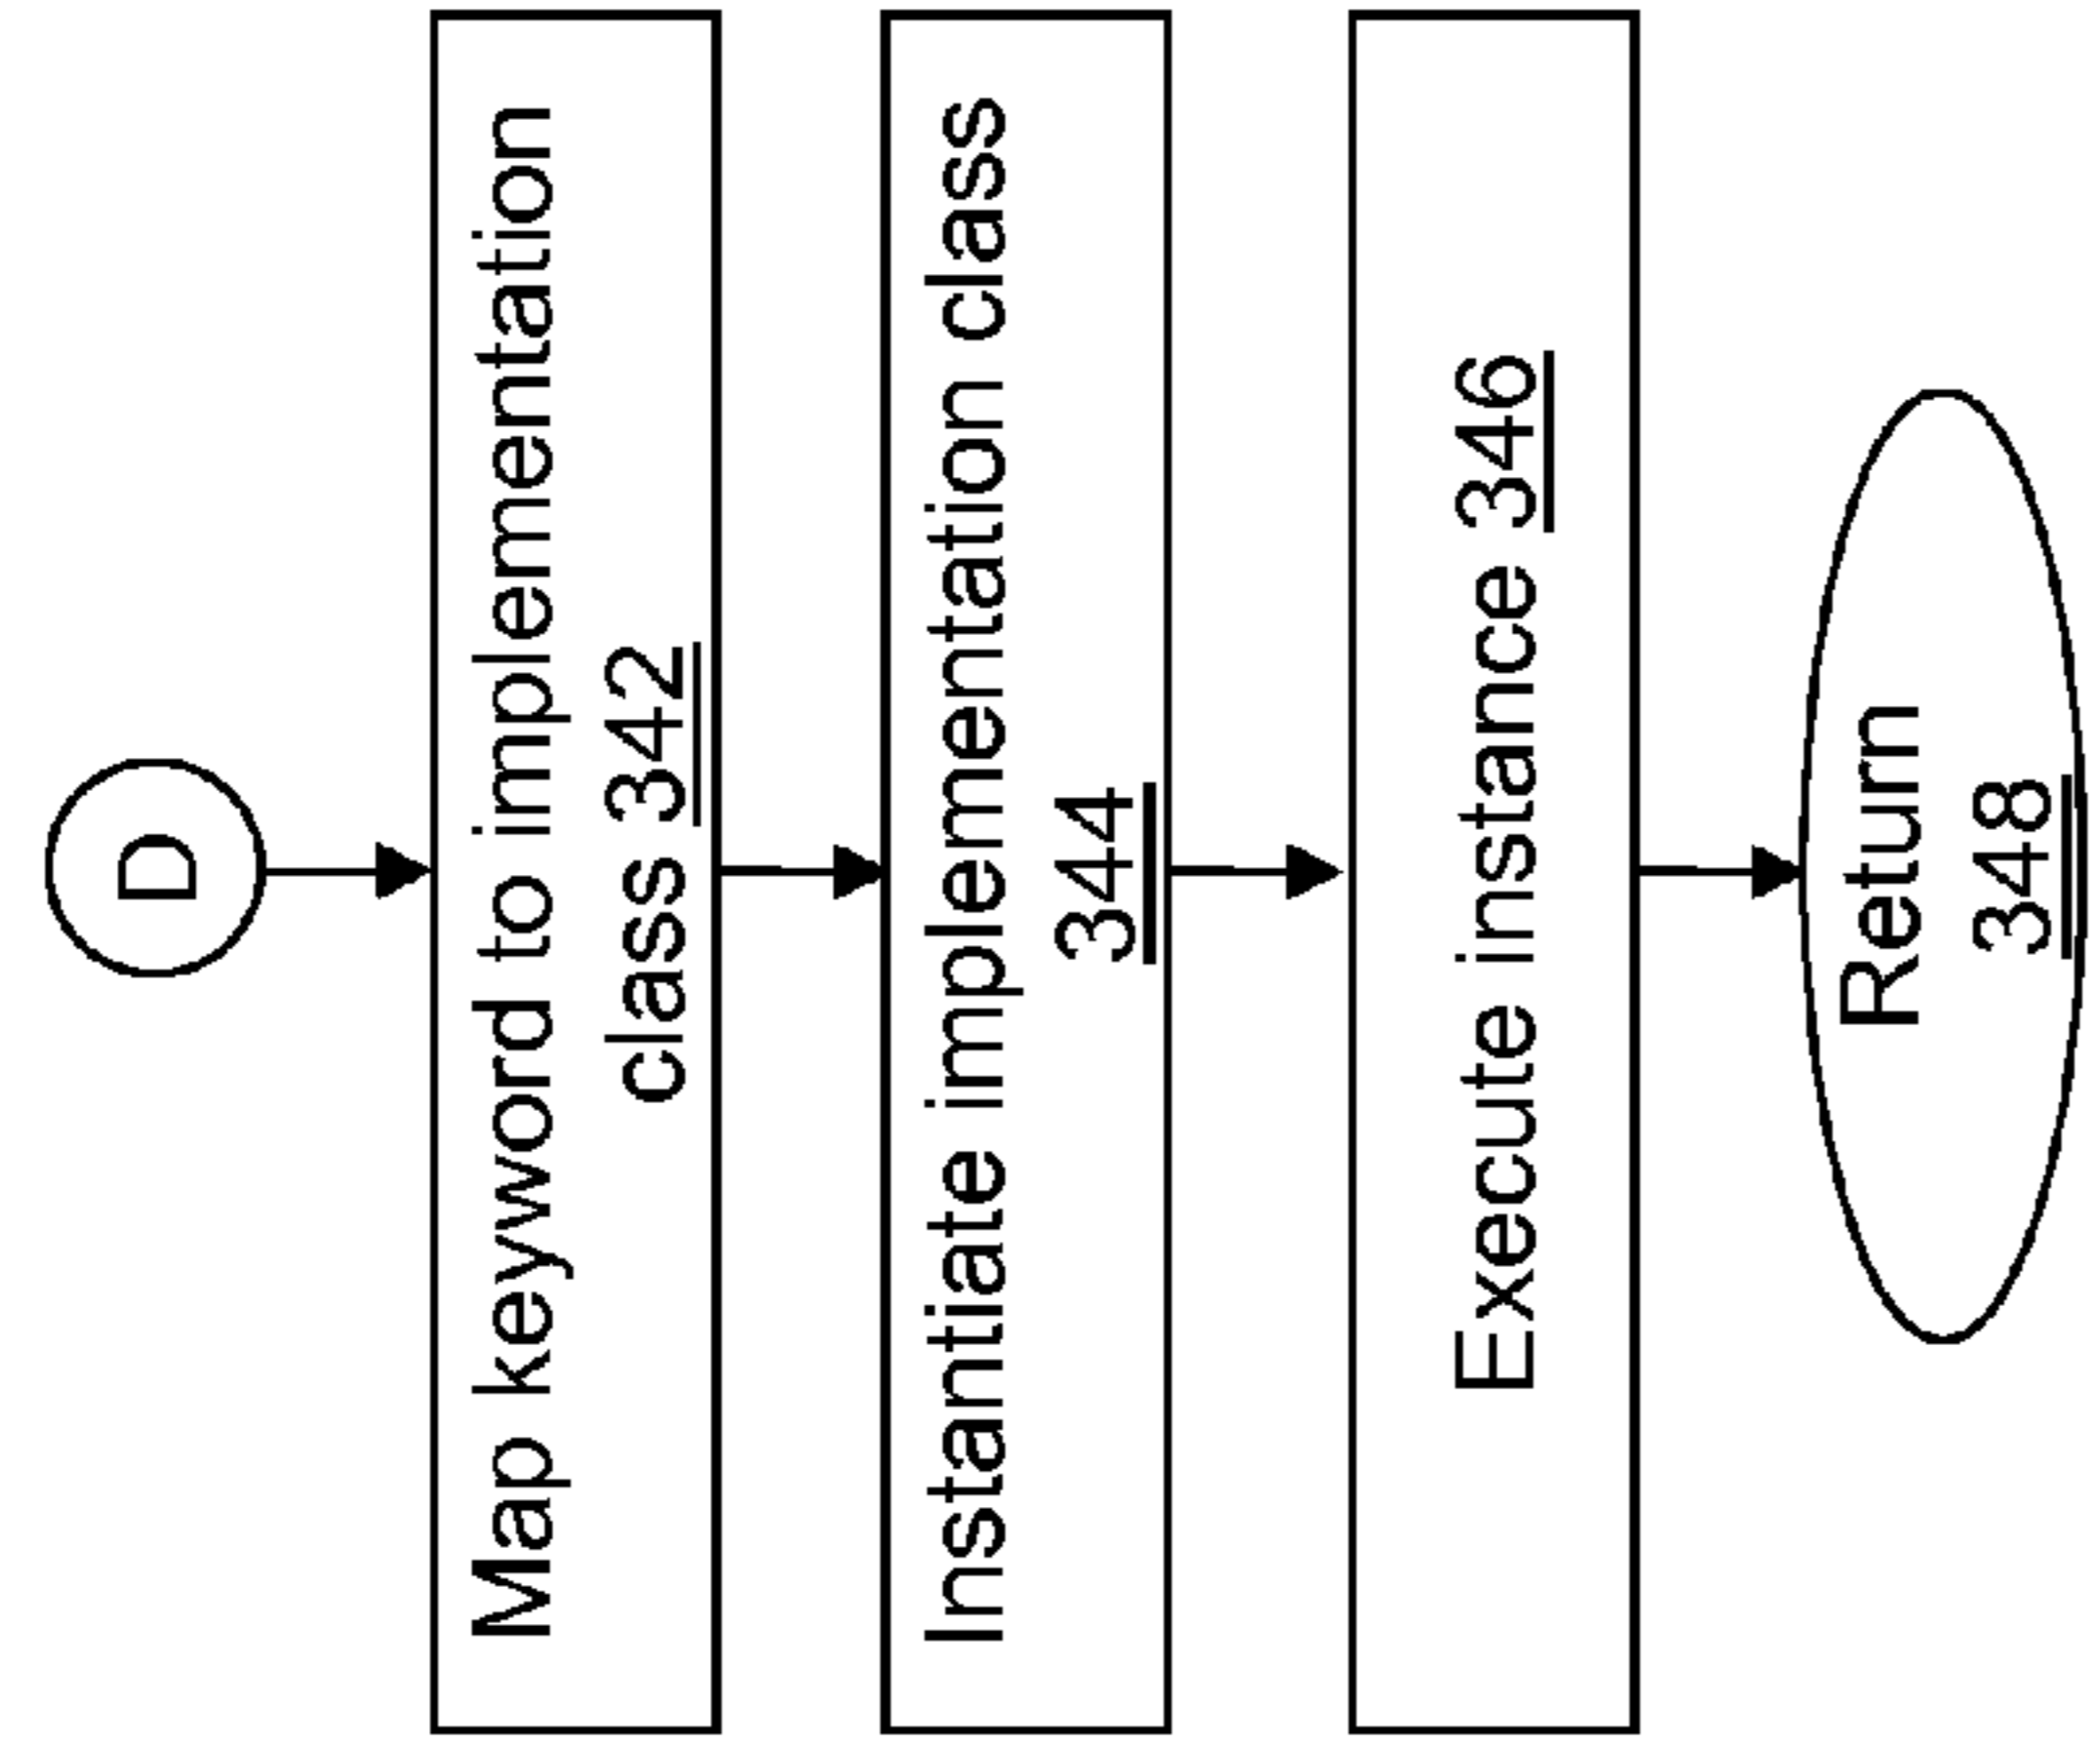 D
Map keyword to implementation
class 342
Instantiate implementation class
344
Execute instance 346
Return
348